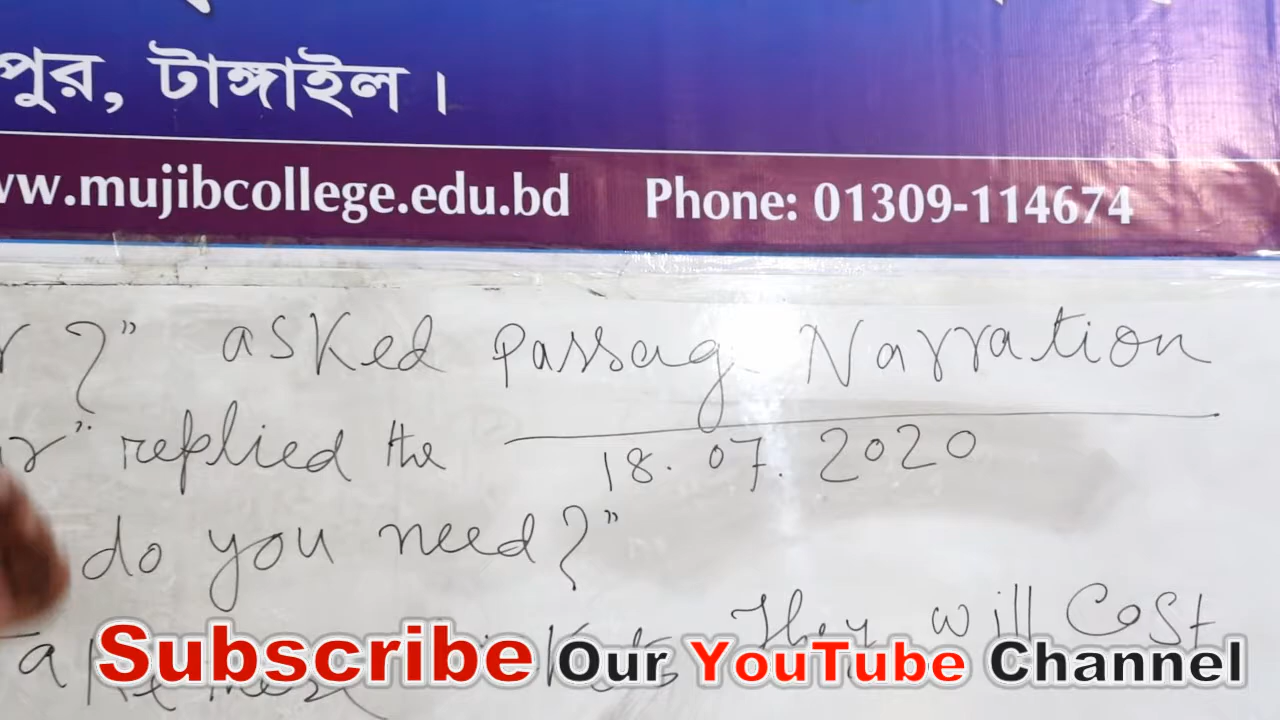 পুর, টাঙ্গাইল।
ww.mujibcollege.edu.bd Phone: 01309-114674
?" asked Passage Narration
" replied the 18.07.2020
do you need?"
They will cost
a
Subscribe Our YouTube Channel